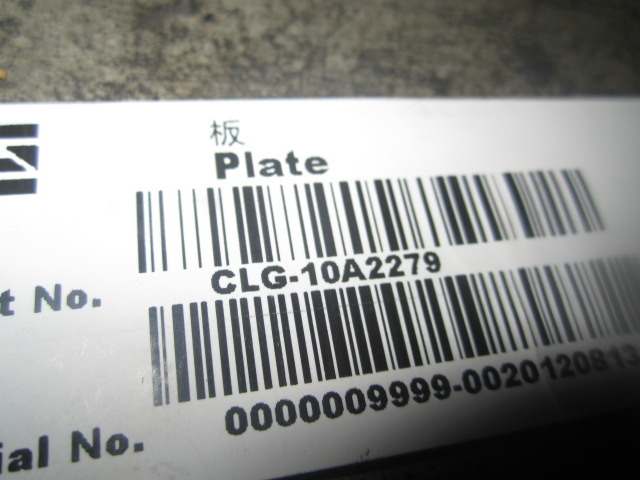 板
Plate
CLG-10A2279
t No.
0000009999-0020120813
ial No.